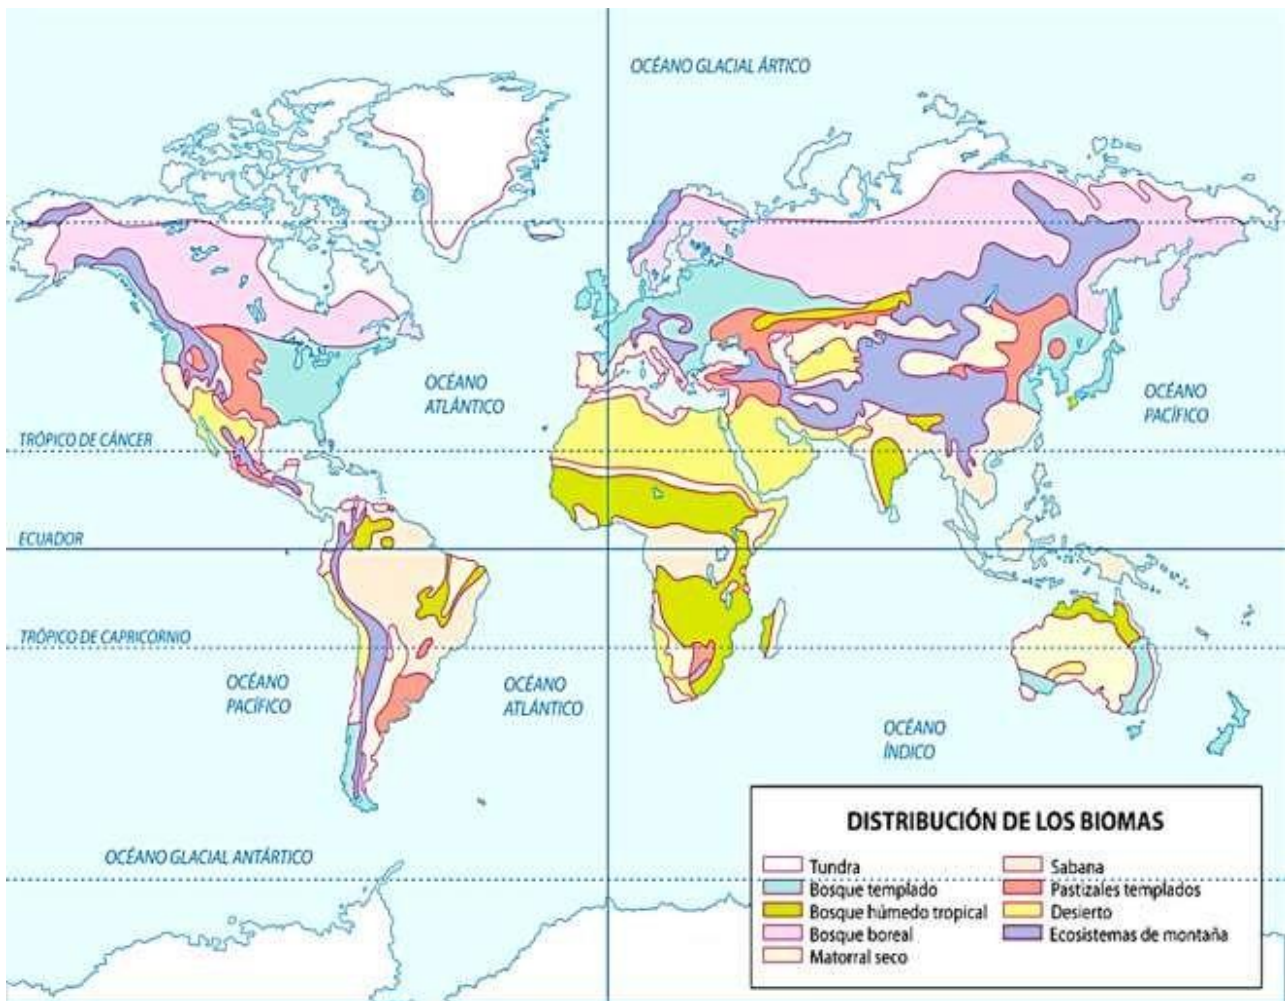 OCÉANO GLACIAL ÁRTICO
OCÉANO
ATLÁNTICO
OCÉANO
PACÍFICO
TRÓPICO DE CÁNCER
ECUADOR
TRÓPICO DE CAPRICORNIO
OCÉANO
PACÍFICO
OCÉANO
ATLÁNTICO
OCÉANO
ÍNDICO
OCÉANO GLACIAL ANTÁRTICO
DISTRIBUCIÓN DE LOS BIOMAS
Tundra
Bosque templado
Bosque húmedo tropical
Bosque boreal
Matorral seco
Sabana
Pastizales templados
Desierto
Ecosistemas de montaña